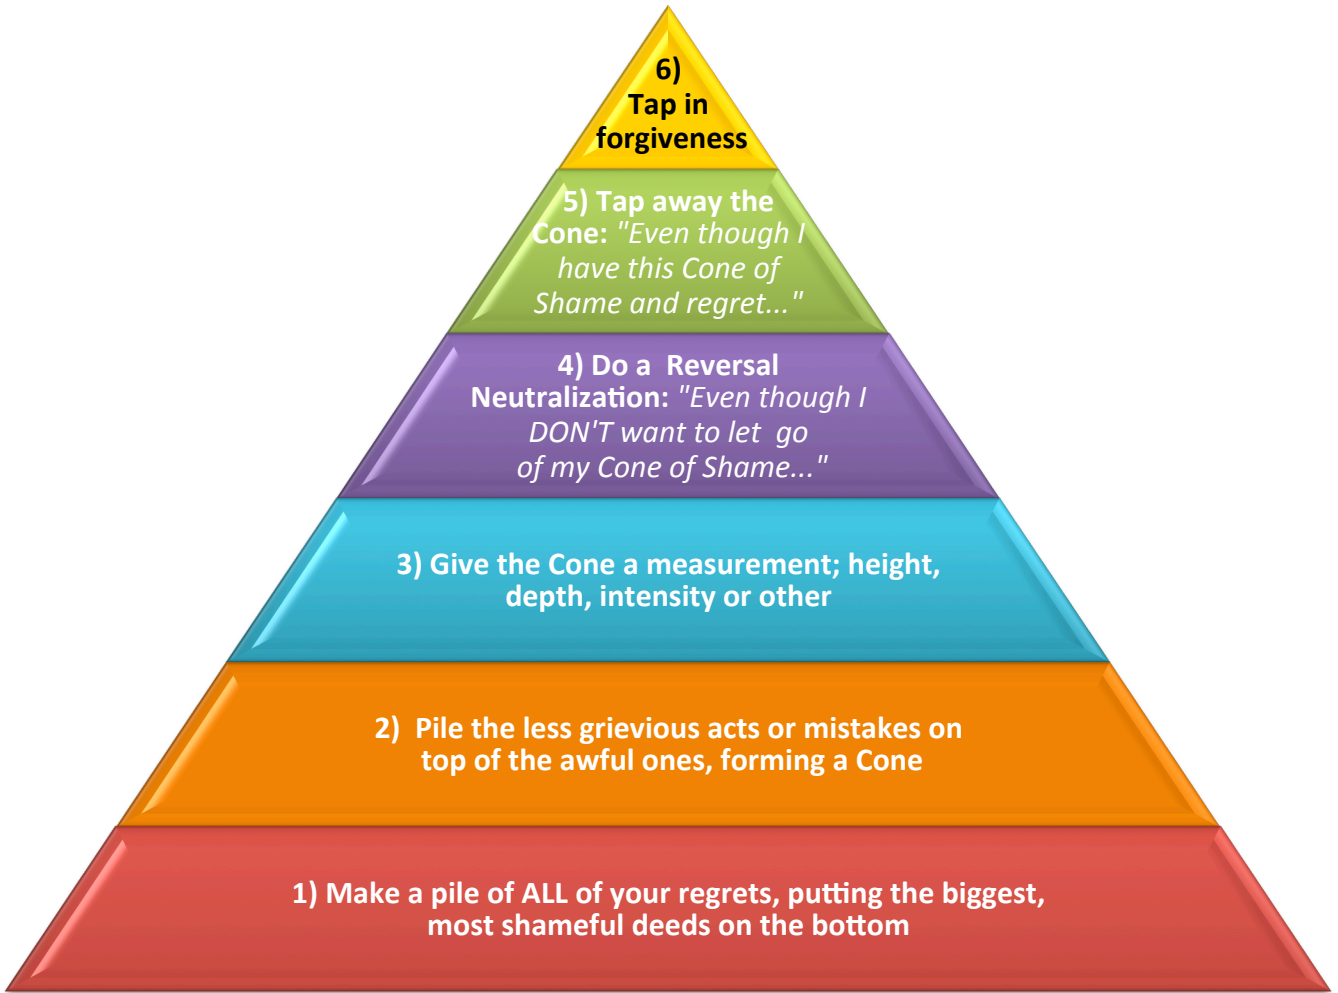 6)
Tap in
forgiveness
5) Tap away the
Cone: "Even though I
have this Cone of
Shame and regret..."
4) Do a  Reversal
Neutralization: "Even though I
DON'T want to let  go
of my Cone of Shame..."
3) Give the Cone a measurement; height,
depth, intensity or other
2)  Pile the less grievious acts or mistakes on
top of the awful ones, forming a Cone
1) Make a pile of ALL of your regrets, putting the biggest,
most shameful deeds on the bottom